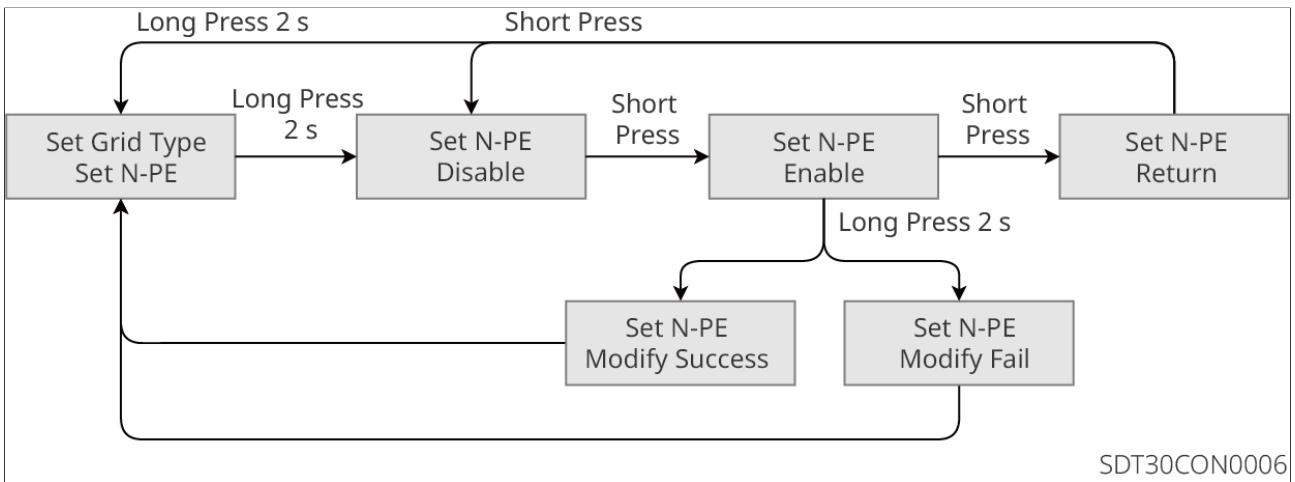 Long Press 2 s
Short Press
Long Press
2 s
Short
Press
Short
Press
Set Grid Type
Set N-PE
Set N-PE
Disable
Set N-PE
Enable
Set N-PE
Return
Long Press 2 s
Set N-PE
Modify Success
Set N-PE
Modify Fail
SDT30CON0006